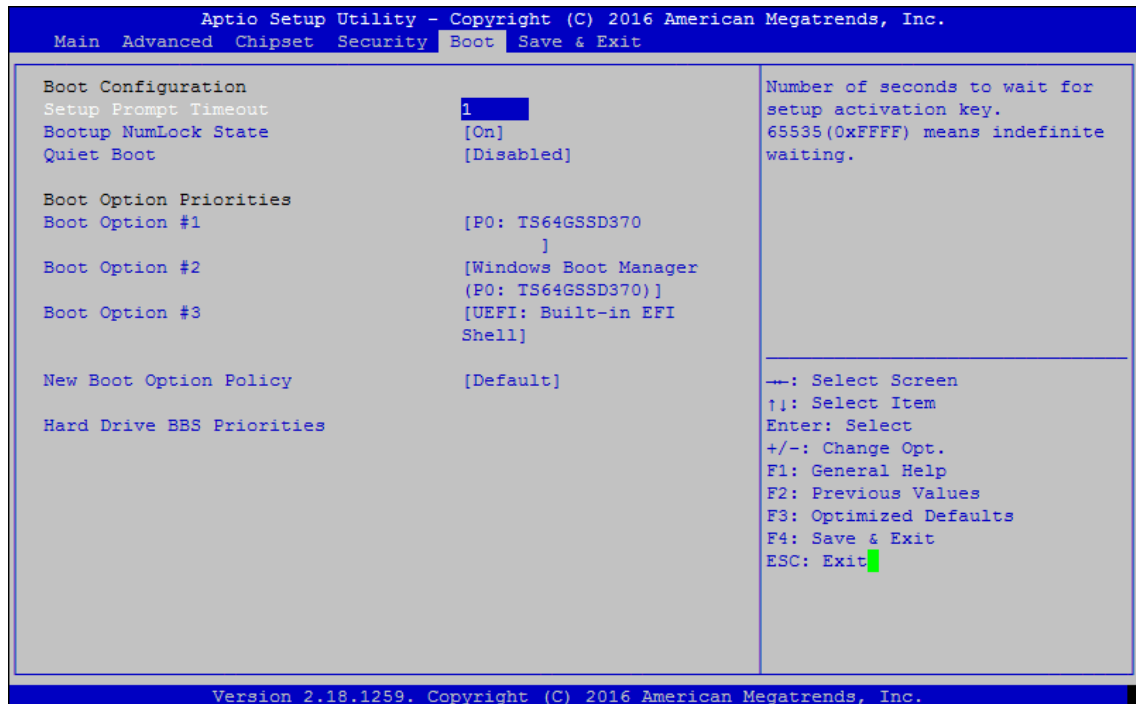 Aptio Setup Utility - Copyright (C) 2016 American Megatrends, Inc.
Main Advanced Chipset Security Boot Save & Exit
Boot Configuration
Setup Prompt Timeout 1
Bootup NumLock State [On]
Quiet Boot [Disabled]
Boot Option Priorities
Boot Option #1 [P0: TS64GSSD370
]
Boot Option #2 [Windows Boot Manager
(P0: TS64GSSD370)]
Boot Option #3 [UEFI: Built-in EFI
Shell]
New Boot Option Policy [Default]
Hard Drive BBS Priorities
Number of seconds to wait for
setup activation key.
65535(0xFFFF) means indefinite
waiting.
→←: Select Screen
↑↓: Select Item
Enter: Select
+/-: Change Opt.
F1: General Help
F2: Previous Values
F3: Optimized Defaults
F4: Save & Exit
ESC: Exit
Version 2.18.1259. Copyright (C) 2016 American Megatrends, Inc.